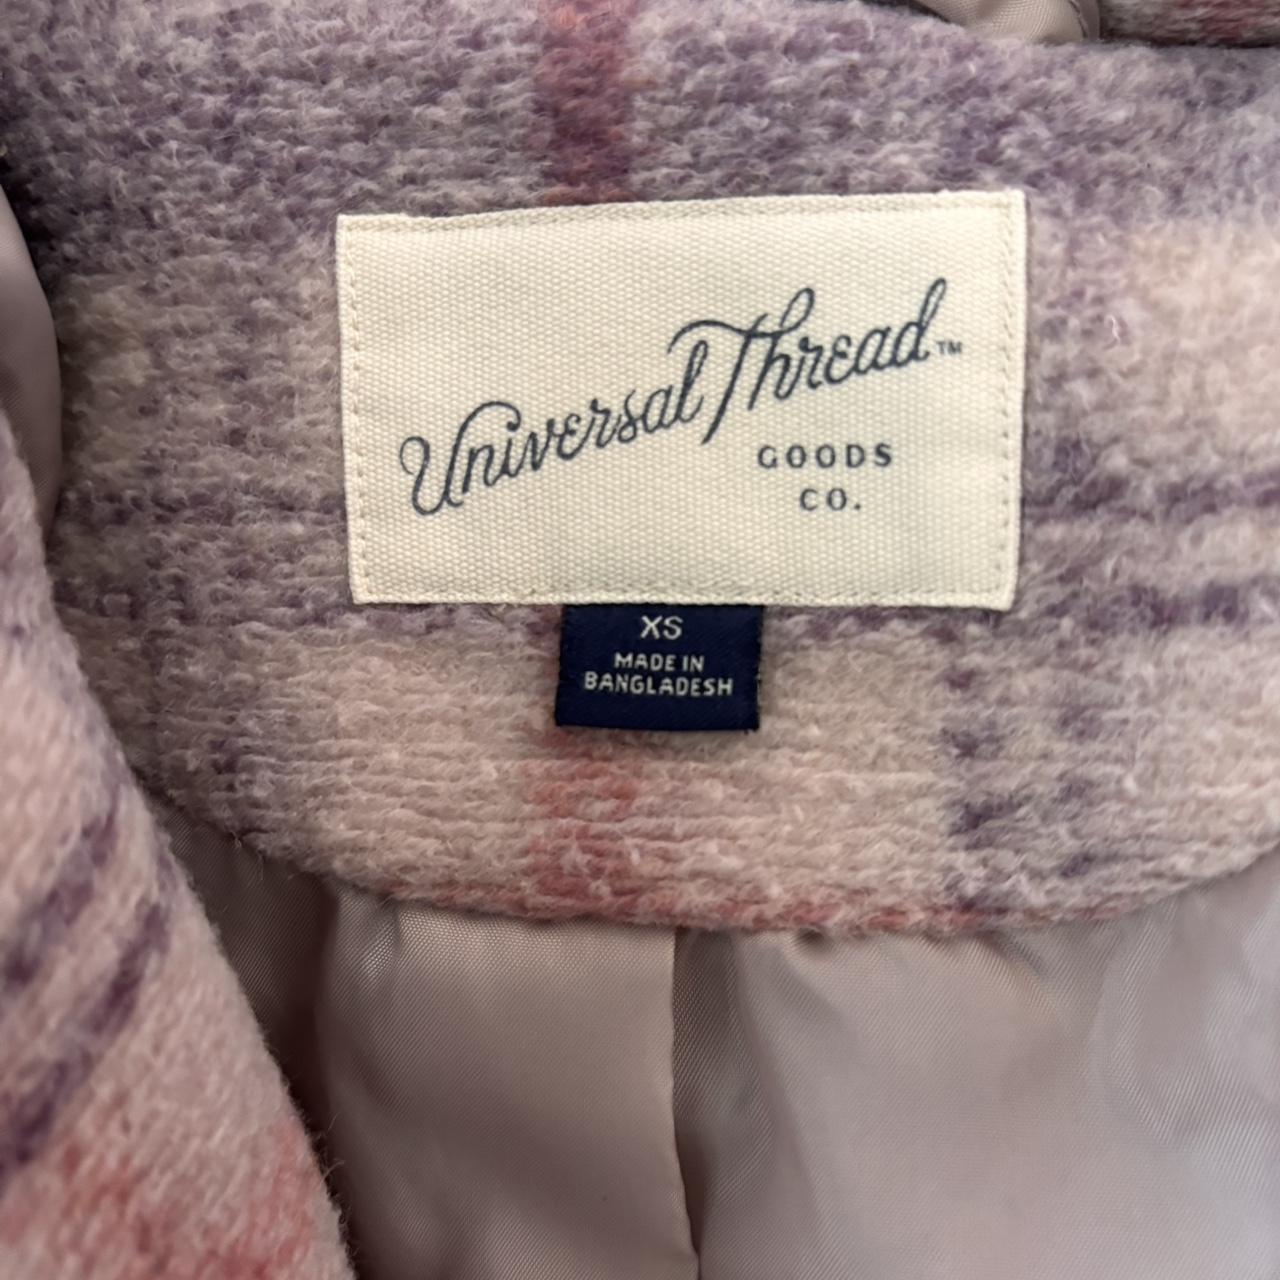 Universal Thread™
GOODS
CO.
XS
MADE IN
BANGLADESH